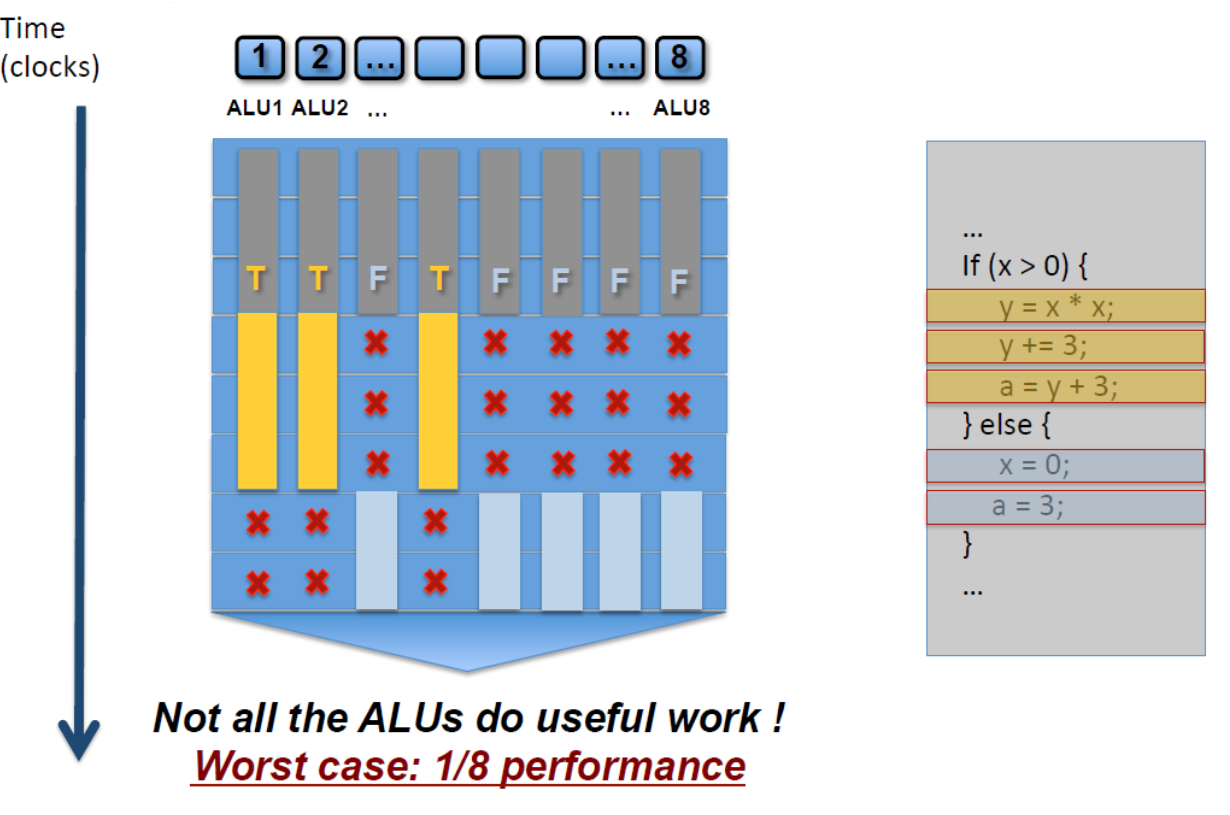 Time
(clocks)
1 2 ... ... 8
ALU1 ALU2 ... ... ALU8
T T F T F F F F
...
If (x > 0) {
y = x * x;
y += 3;
a = y + 3;
} else {
x = 0;
a = 3;
}
...
Not all the ALUs do useful work !
Worst case: 1/8 performance